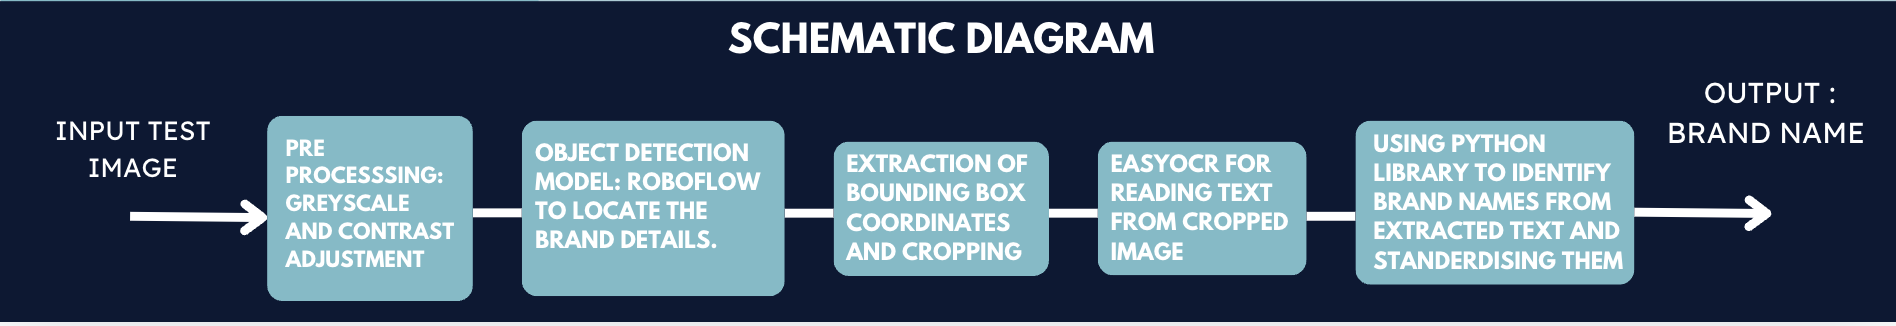 SCHEMATIC DIAGRAM
INPUT TEST
IMAGE
PRE
PROCESSSING:
GREYSCALE
AND CONTRAST
ADJUSTMENT
OBJECT DETECTION
MODEL: ROBOFLOW
TO LOCATE THE
BRAND DETAILS.
EXTRACTION OF
BOUNDING BOX
COORDINATES
AND CROPPING
EASYOCR FOR
READING TEXT
FROM CROPPED
IMAGE
USING PYTHON
LIBRARY TO IDENTIFY
BRAND NAMES FROM
EXTRACTED TEXT AND
STANDERDISING THEM
OUTPUT :
BRAND NAME